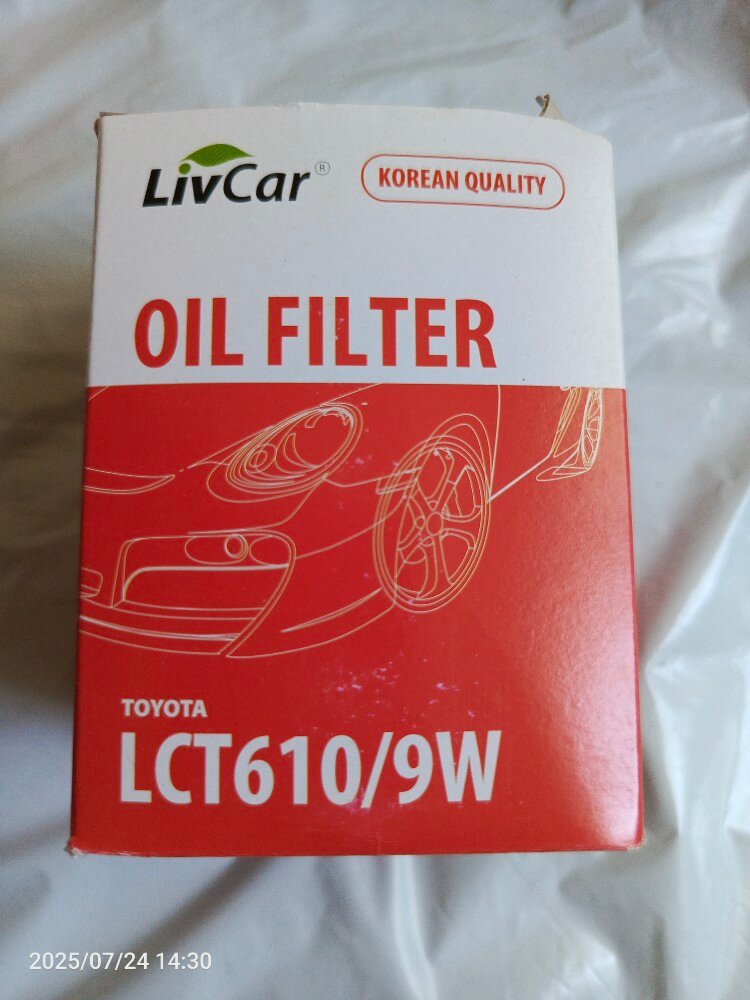 LivCar®
KOREAN QUALITY
OIL FILTER
TOYOTA
LCT610/9W
2025/07/24 14:30